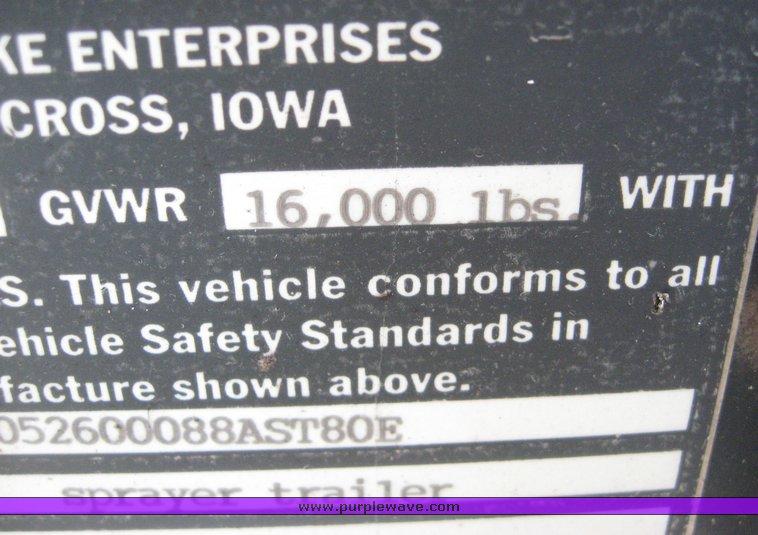 KE ENTERPRISES
CROSS, IOWA
GVWR 16,000 lbs. WITH
S. This vehicle conforms to all
ehicle Safety Standards in
facture shown above.
052600088AST80E
sprayer trailer
www.purplewave.com